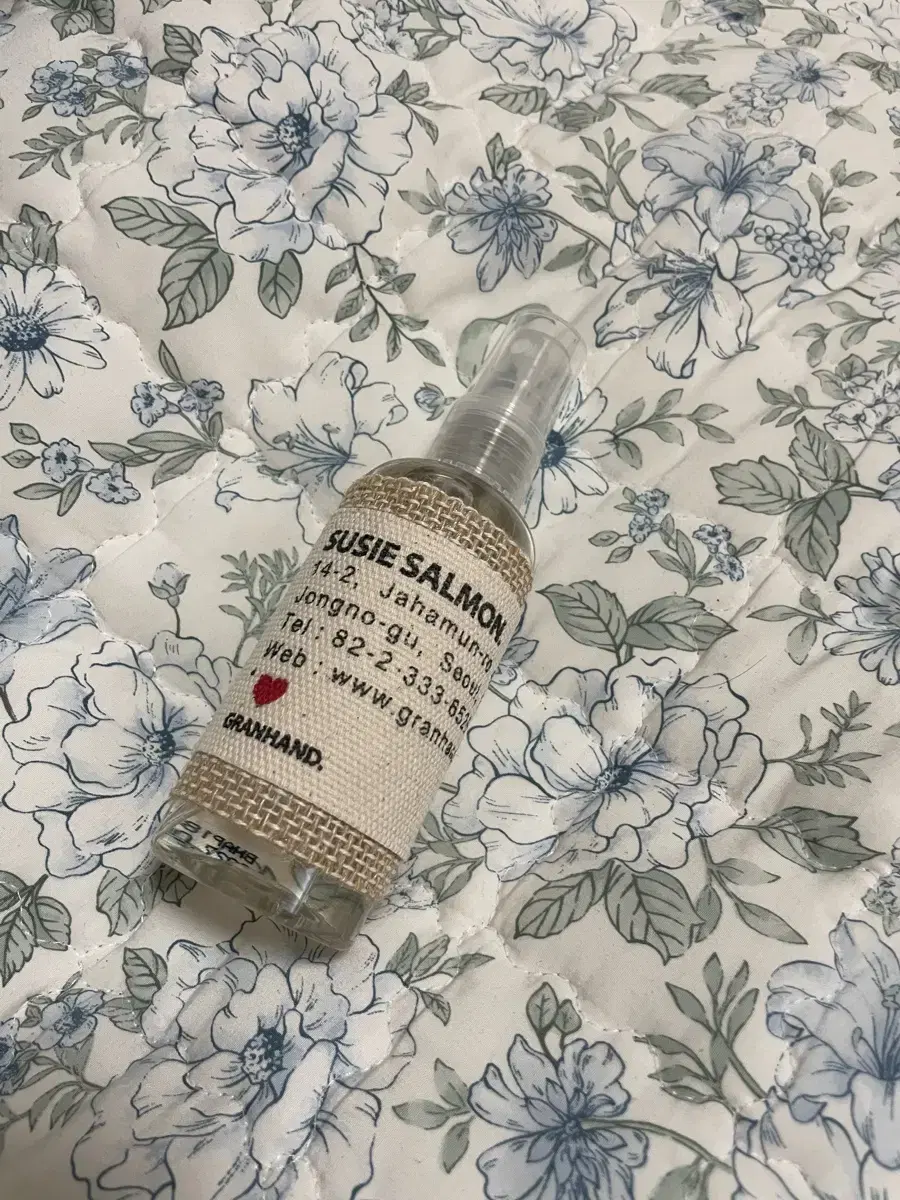 SUSIE SALMON.
14-2, Jahamun-ro
Jongno-gu, Seoul
Tel : 82-2-333-652
Web : www.granha
GRANHAND.